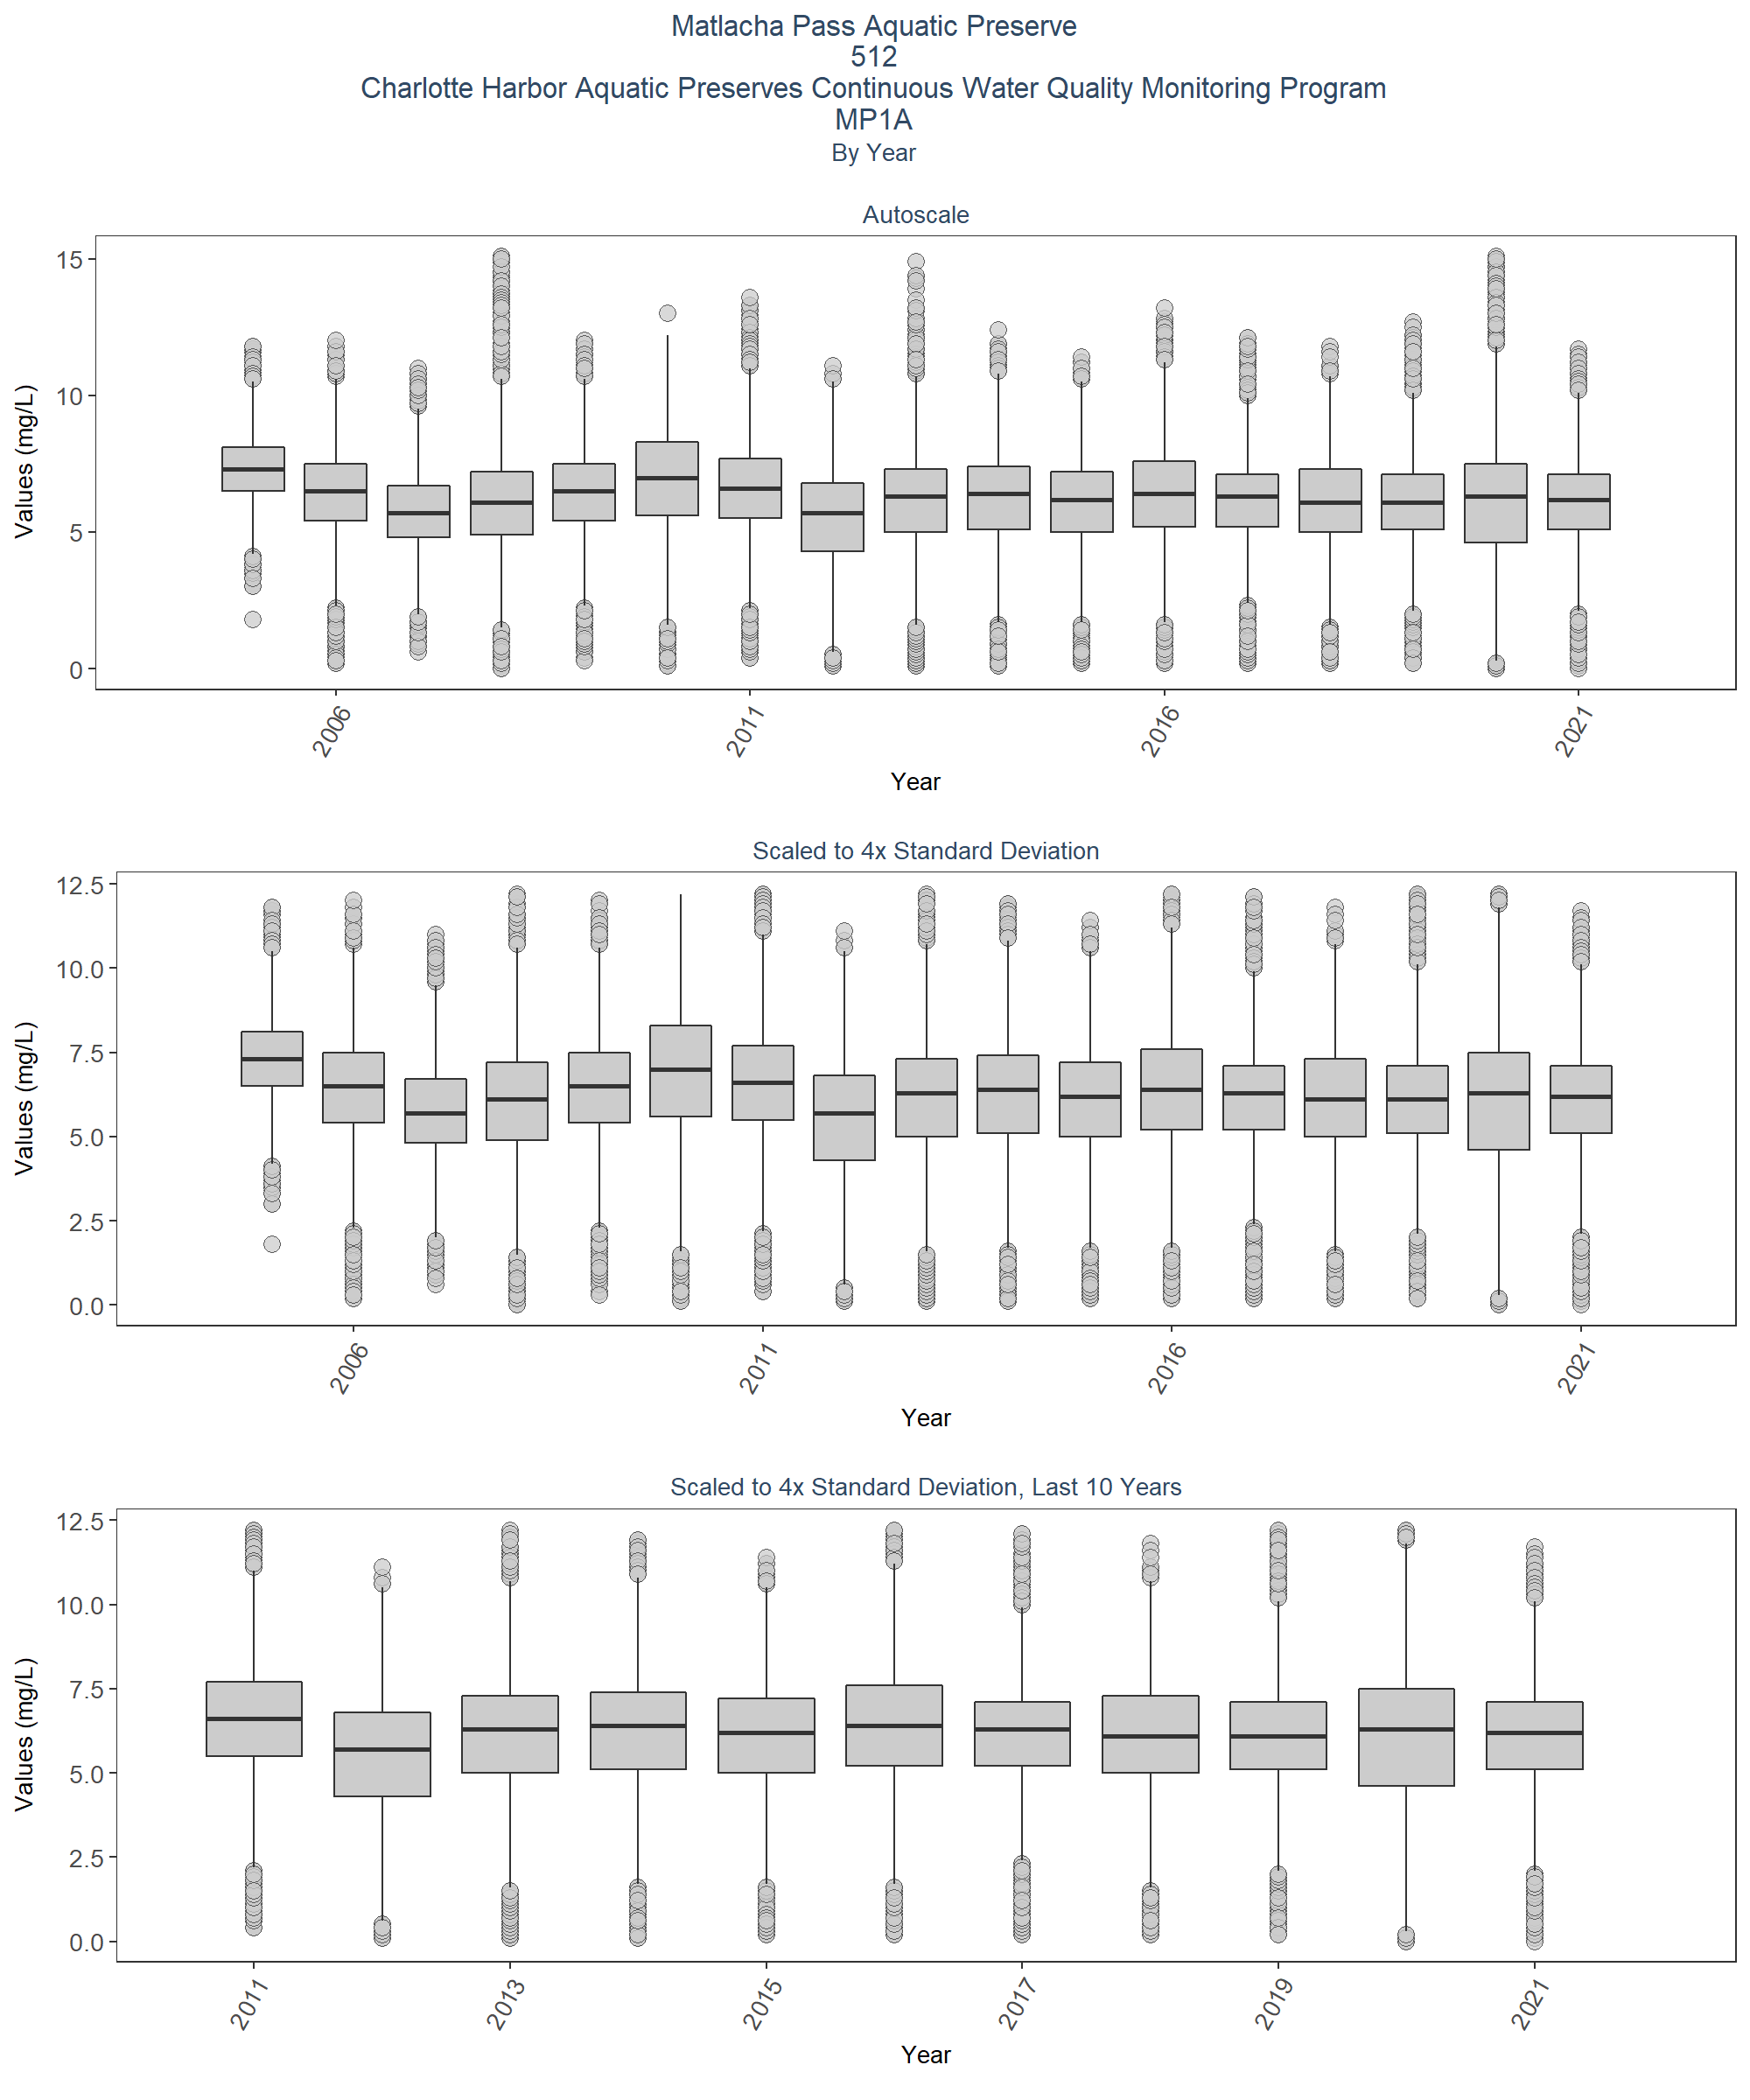 Matlacha Pass Aquatic Preserve
512
Charlotte Harbor Aquatic Preserves Continuous Water Quality Monitoring Program
MP1A
By Year
Autoscale
Values (mg/L)
15
10
5
0
2006
2011
2016
2021
Year
Scaled to 4x Standard Deviation
Values (mg/L)
12.5
10.0
7.5
5.0
2.5
0.0
2006
2011
2016
2021
Year
Scaled to 4x Standard Deviation, Last 10 Years
Values (mg/L)
12.5
10.0
7.5
5.0
2.5
0.0
2011
2013
2015
2017
2019
2021
Year